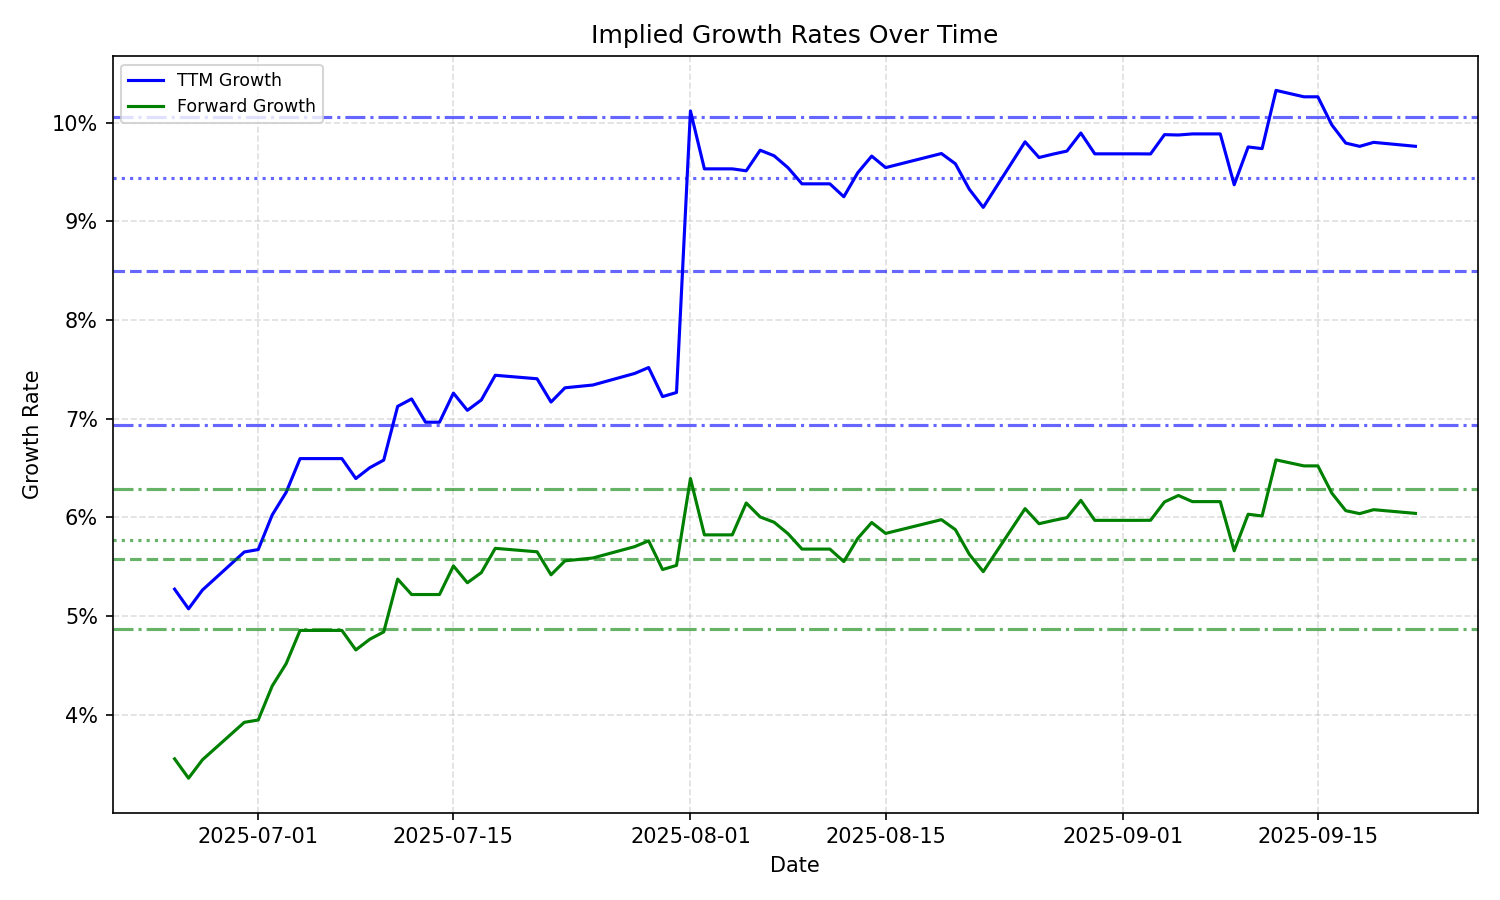 Implied Growth Rates Over Time
TTM Growth
Forward Growth
10%
9%
8%
7%
6%
5%
4%
Growth Rate
2025-07-01
2025-07-15
2025-08-01
2025-08-15
2025-09-01
2025-09-15
Date